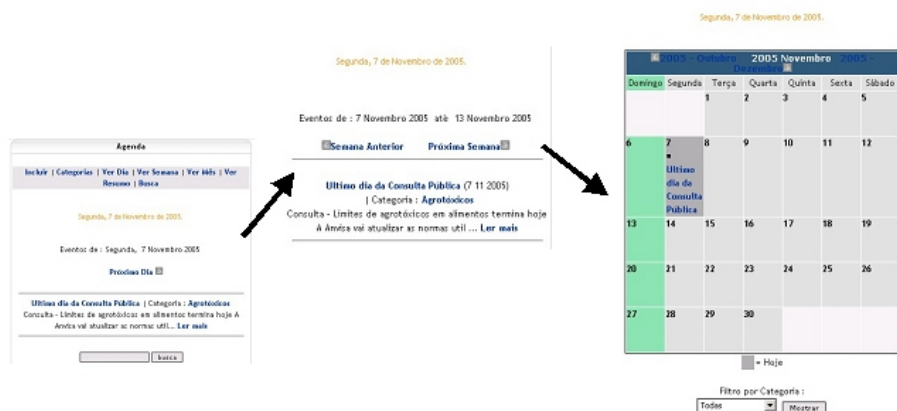 Agenda
Incluir | Categorias | Ver Dia | Ver Semana | Ver Mês | Ver
Resumo | Busca
Segunda, 7 de Novembro de 2005.
Eventos de : Segunda, 7 Novembro 2005
Próximo Dia
Ultimo dia da Consulta Pública | Categoria : Agrotóxicos
Consulta - Limites de agrotóxicos em alimentos termina hoje A
Anvisa vai atualizar as normas util... Ler mais
busca
Segunda, 7 de Novembro de 2005.
Eventos de : 7 Novembro 2005 atè 13 Novembro 2005
Semana Anterior Próxima Semana
Ultimo dia da Consulta Pública (7 11 2005)
| Categoria : Agrotóxicos
Consulta - Limites de agrotóxicos em alimentos termina hoje
A Anvisa vai atualizar as normas util ... Ler mais
Segunda, 7 de Novembro de 2005.
2005 - Outubro 2005 Novembro 2005 -
Dezembro
Domingo Segunda Terça Quarta Quinta Sexta Sábado
1 2 3 4 5
6 7 8 9 10 11 12
Ultimo
dia da
Consulta
Pública
13 14 15 16 17 18 19
20 21 22 23 24 25 26
27 28 29 30
= Hoje
Filtro por Categoria :
Todas Mostrar